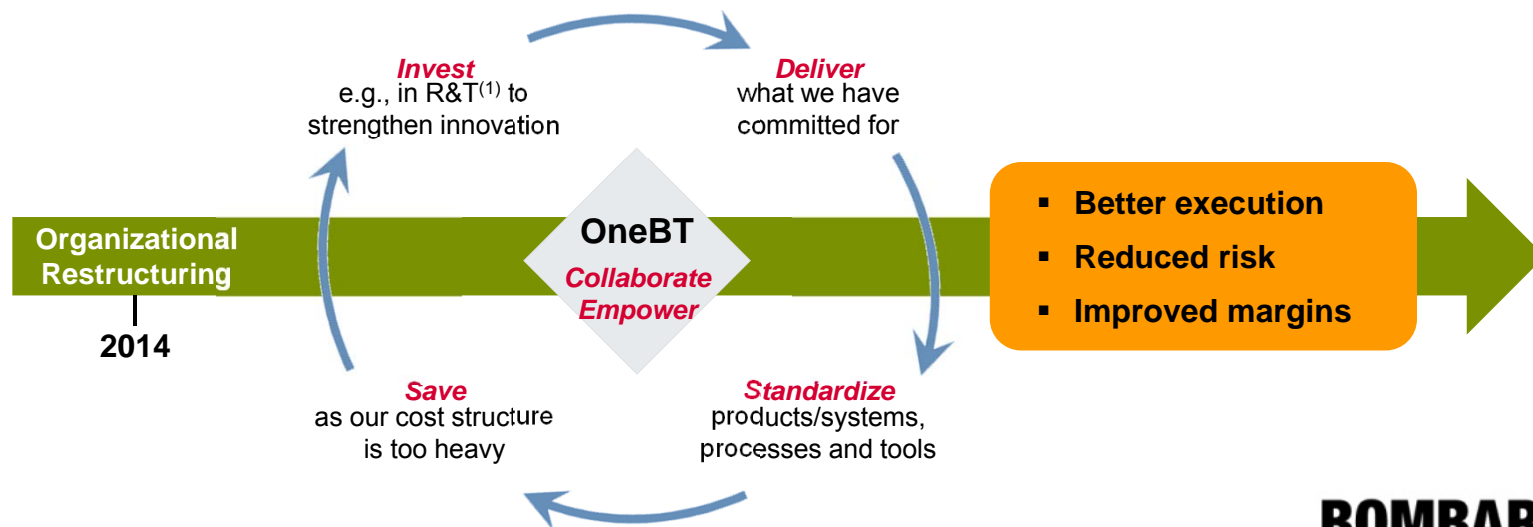 Invest
e.g., in R&T(1) to
strengthen innovation
Deliver
what we have
committed for
Organizational
Restructuring
2014
OneBT
Collaborate
Empower
▪ Better execution
▪ Reduced risk
▪ Improved margins
Save
as our cost structure
is too heavy
Standardize
products/systems,
processes and tools